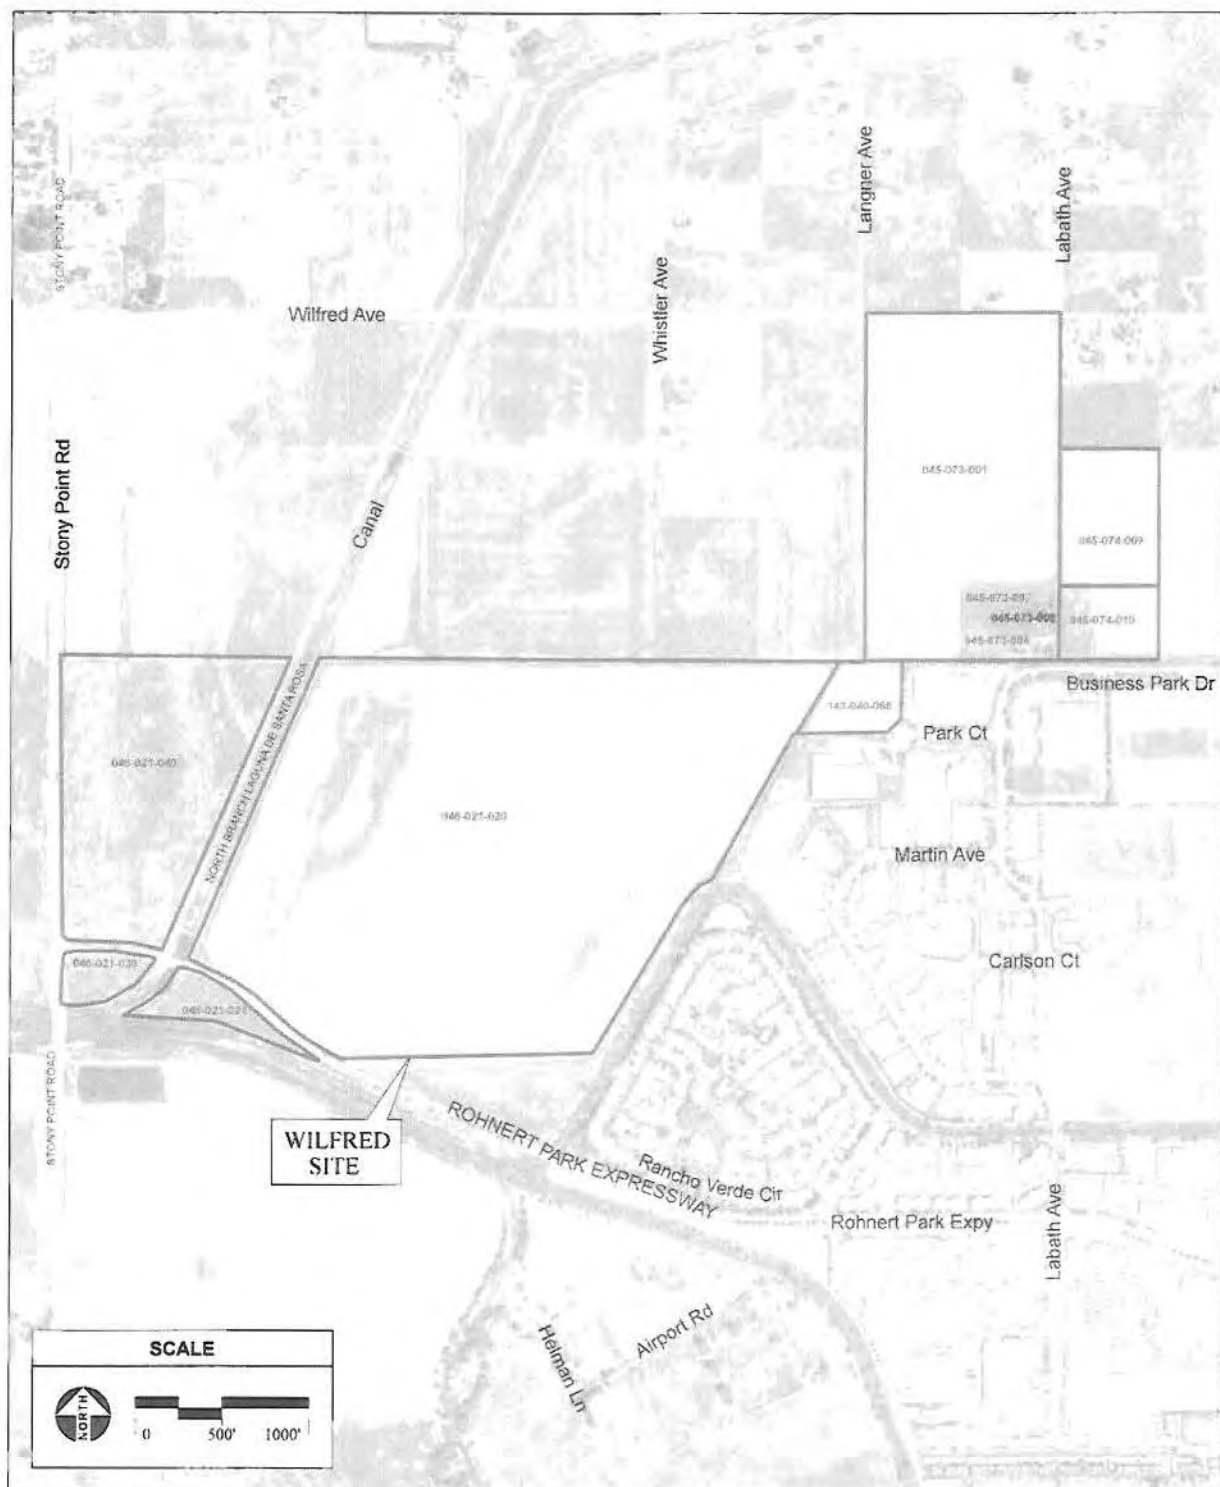 STONY POINT ROAD
Langner Ave
Labath Ave
Wilfred Ave
Whistler Ave
Stony Point Rd
Canal
045-073-001
045-074-009
045-074-010
Business Park Dr
NORTH BRANCH LAGUNA DE SANTA ROSA
Park Ct
046-021-040
046-021-020
Martin Ave
Carlson Ct
STONY POINT ROAD
WILFRED
SITE
ROHNERT PARK EXPRESSWAY
Rancho Verde Cir
Rohnert Park Expy
Labath Ave
Helman Ln
Airport Rd
SCALE
NORTH
0 500' 1000'